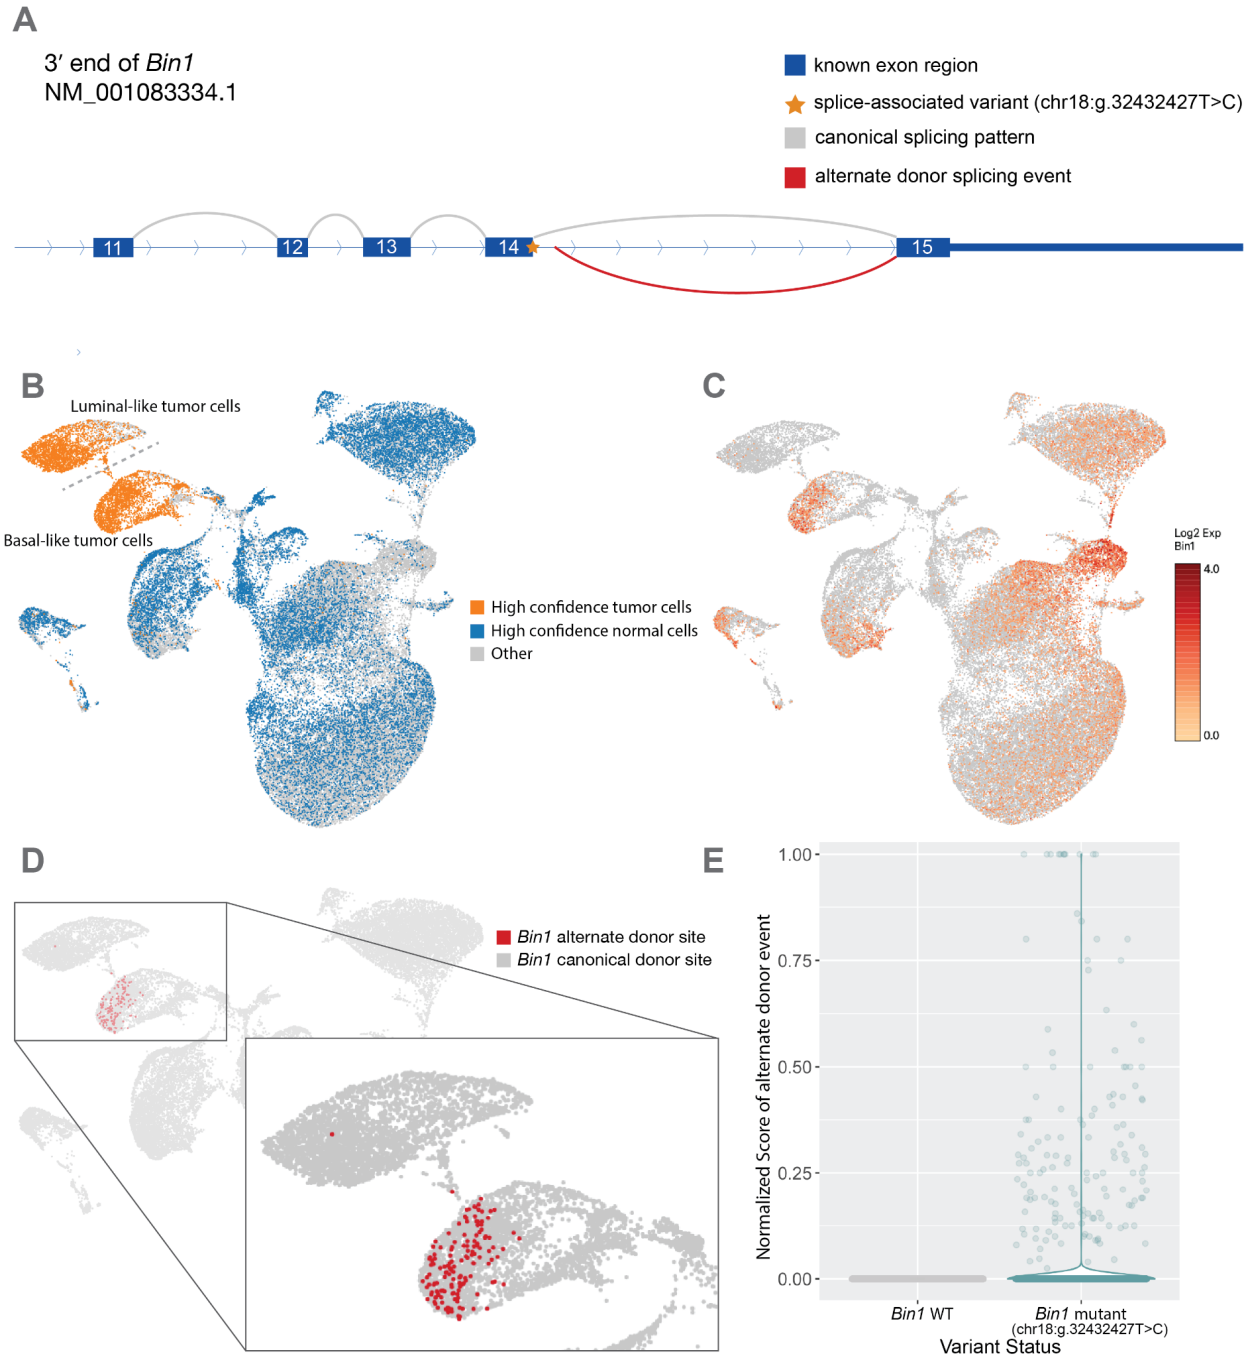 A
3′ end of Bin1
NM_001083334.1
known exon region
splice-associated variant (chr18:g.32432427T>C)
canonical splicing pattern
alternate donor splicing event
11 12 13 14 15
B
Luminal-like tumor cells
Basal-like tumor cells
High confidence tumor cells
High confidence normal cells
Other
C
Log2 Exp
Bin1
4.0
0.0
D
Bin1 alternate donor site
Bin1 canonical donor site
E
Normalized Score of alternate donor event
1.00
0.75
0.50
0.25
0.00
Bin1 WT
Bin1 mutant
(chr18:g.32432427T>C)
Variant Status